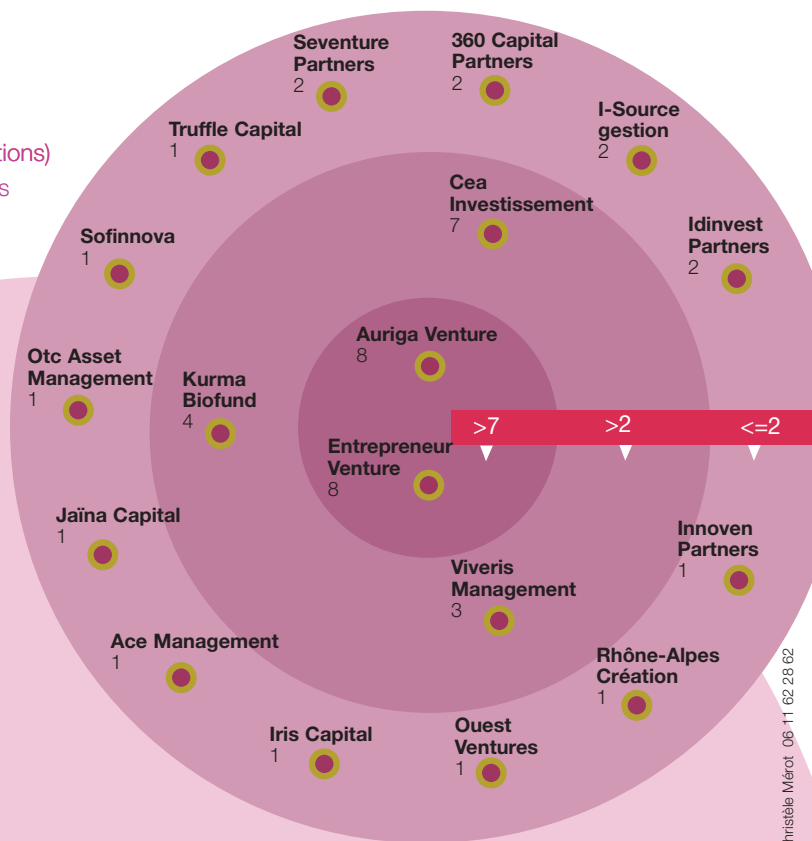 Seventure
Partners
2
360 Capital
Partners
2
I-Source
gestion
2
Truffle Capital
1
Cea
Investissement
7
Sofinnova
1
Idinvest
Partners
2
Auriga Venture
8
Otc Asset
Management
1
Kurma
Biofund
4
>7 >2 <=2
Entrepreneur
Venture
8
Jaïna Capital
1
Innoven
Partners
1
Viveris
Management
3
Ace Management
1
Rhône-Alpes
Création
1
Iris Capital
1
Ouest
Ventures
1
Mérot 06 11 62 28 62